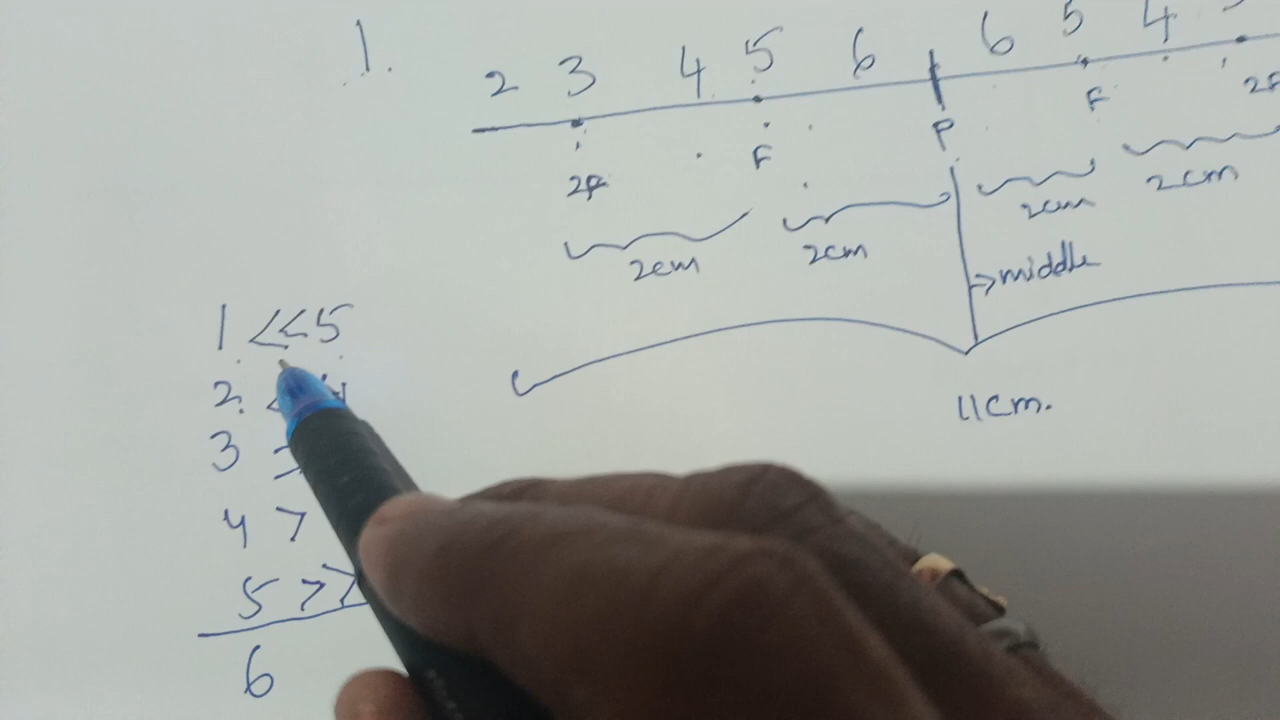 1.
2 3 4 5 6 6 5 4
2F F P F 2F
2cm 2cm 2cm 2cm
→middle
11cm.
1 <<5
2 < 4
3 =
4 >
5 >>
6